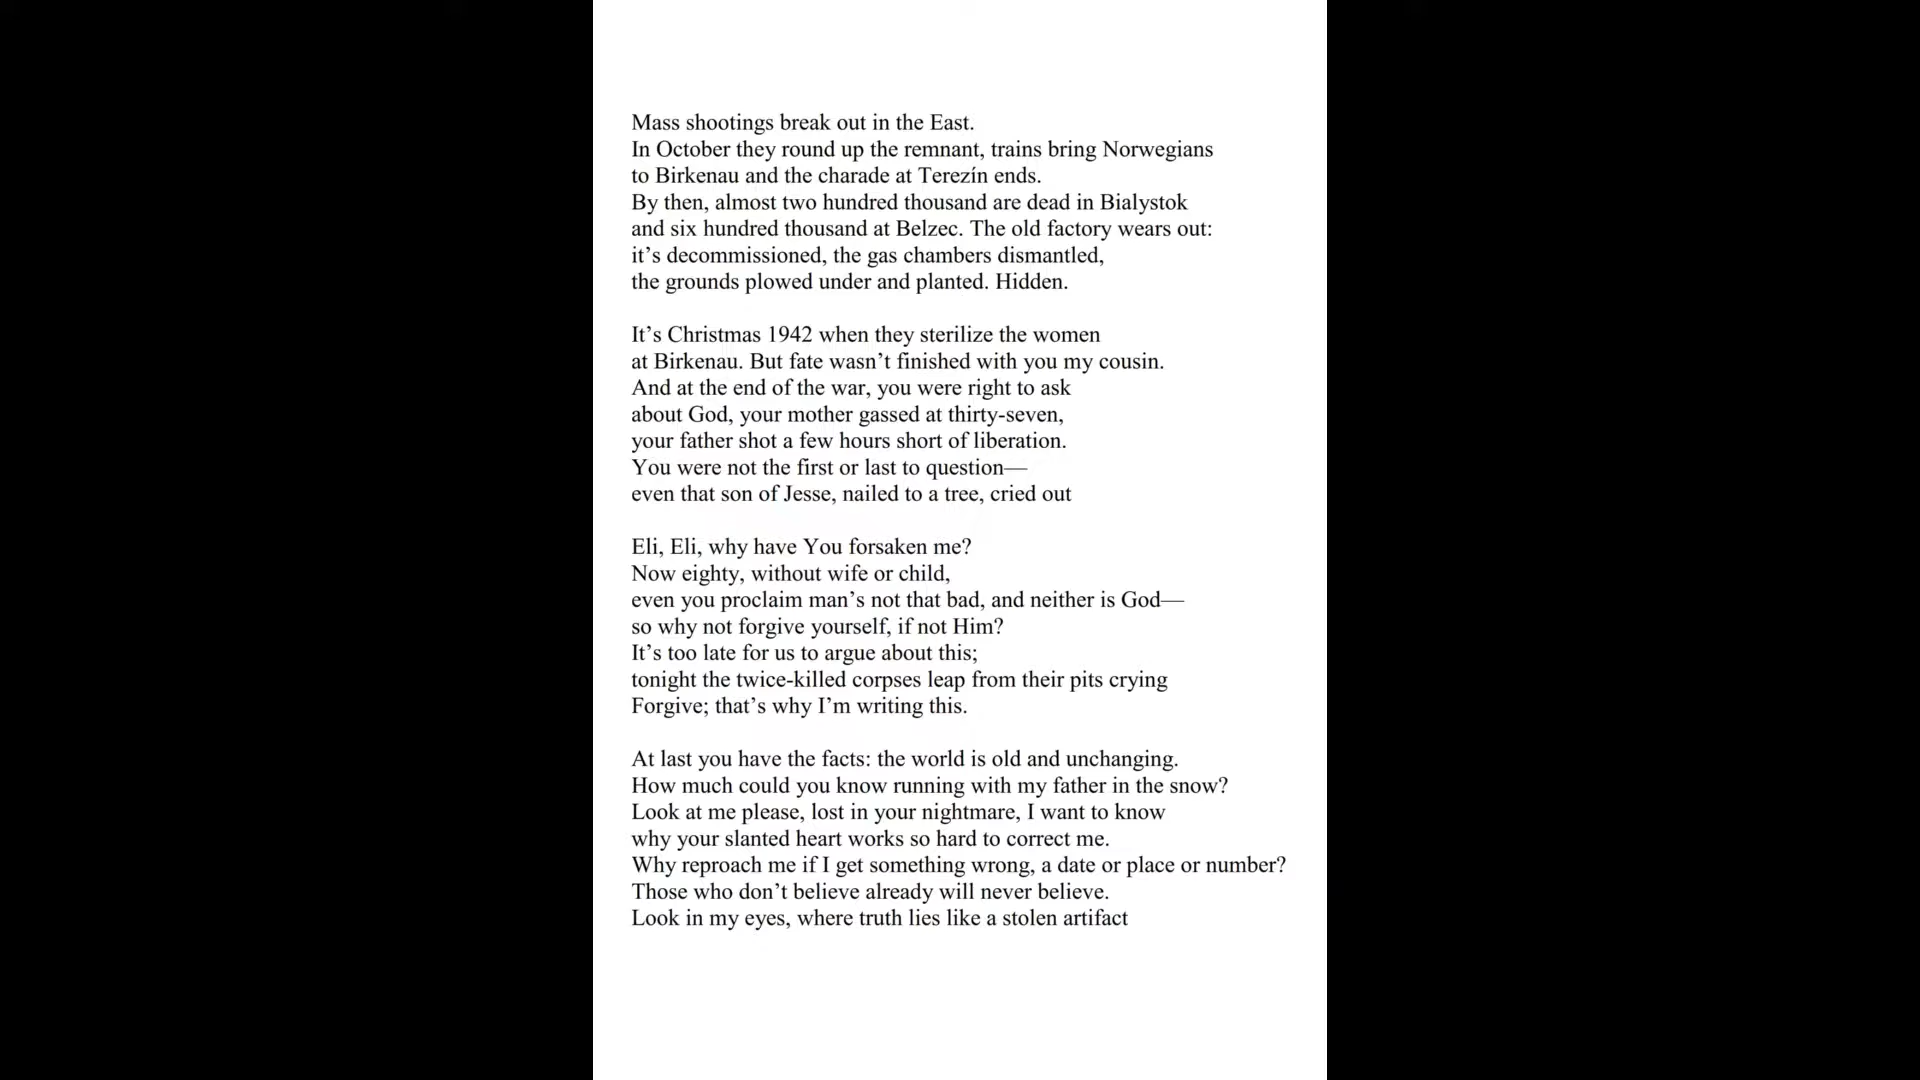 Mass shootings break out in the East.
In October they round up the remnant, trains bring Norwegians
to Birkenau and the charade at Terezín ends.
By then, almost two hundred thousand are dead in Bialystok
and six hundred thousand at Belzec. The old factory wears out:
it’s decommissioned, the gas chambers dismantled,
the grounds plowed under and planted. Hidden.

It’s Christmas 1942 when they sterilize the women
at Birkenau. But fate wasn’t finished with you my cousin.
And at the end of the war, you were right to ask
about God, your mother gassed at thirty-seven,
your father shot a few hours short of liberation.
You were not the first or last to question—
even that son of Jesse, nailed to a tree, cried out

Eli, Eli, why have You forsaken me?
Now eighty, without wife or child,
even you proclaim man’s not that bad, and neither is God—
so why not forgive yourself, if not Him?
It’s too late for us to argue about this;
tonight the twice-killed corpses leap from their pits crying
Forgive; that’s why I’m writing this.

At last you have the facts: the world is old and unchanging.
How much could you know running with my father in the snow?
Look at me please, lost in your nightmare, I want to know
why your slanted heart works so hard to correct me.
Why reproach me if I get something wrong, a date or place or number?
Those who don’t believe already will never believe.
Look in my eyes, where truth lies like a stolen artifact